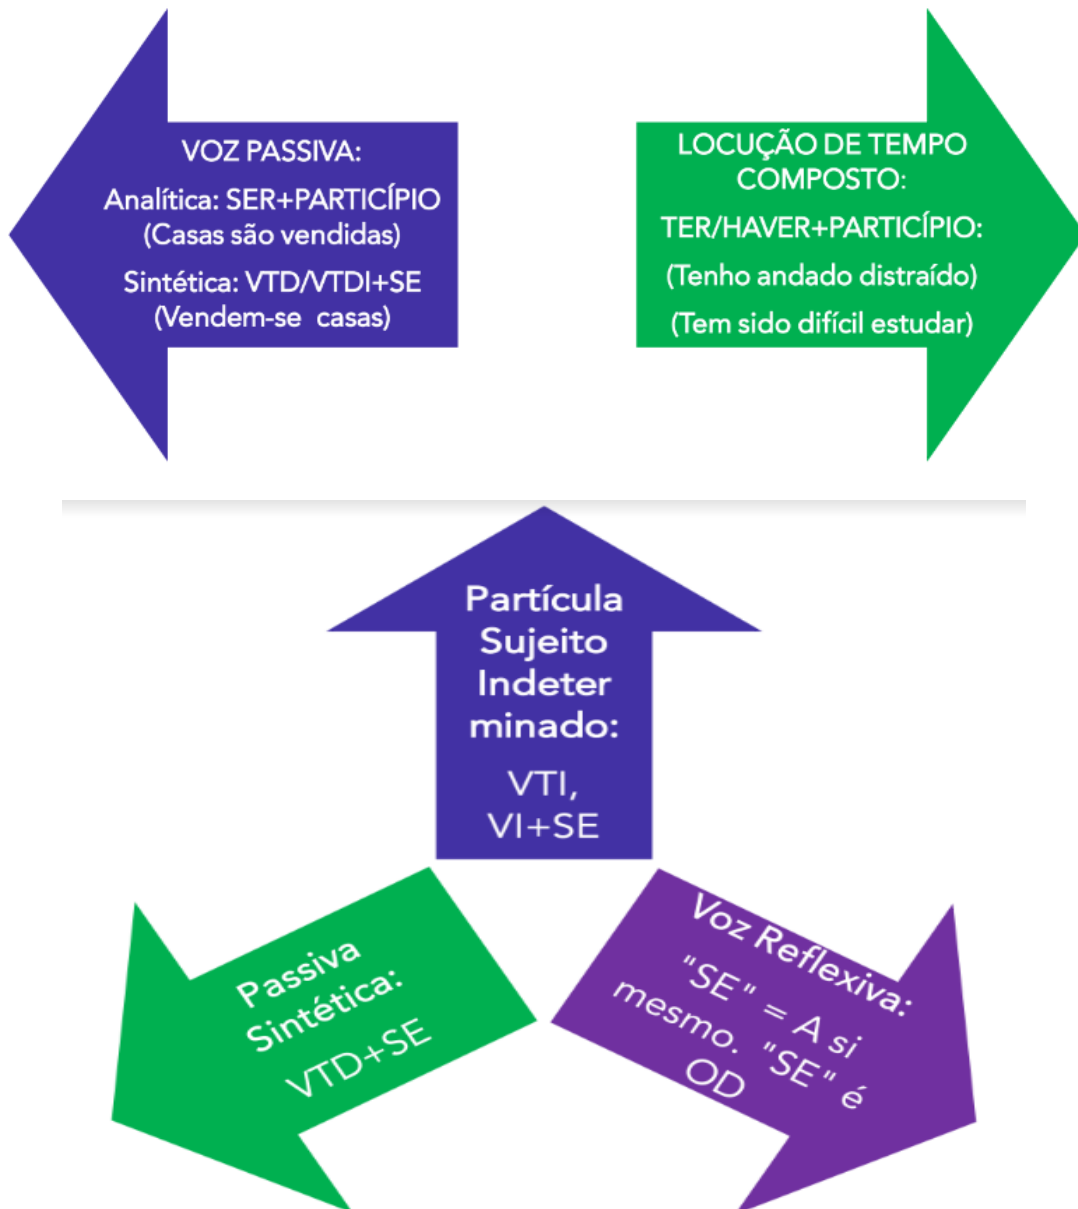 VOZ PASSIVA:
Analítica: SER+PARTICÍPIO
(Casas são vendidas)
Sintética: VTD/VTDI+SE
(Vendem-se casas)
LOCUÇÃO DE TEMPO
COMPOSTO:
TER/HAVER+PARTICÍPIO:
(Tenho andado distraído)
(Tem sido difícil estudar)
Partícula
Sujeito
Indeter
minado:
VTI,
VI+SE
Passiva
Sintética:
VTD+SE
Voz Reflexiva:
"SE" = A si
mesmo. "SE" é
OD